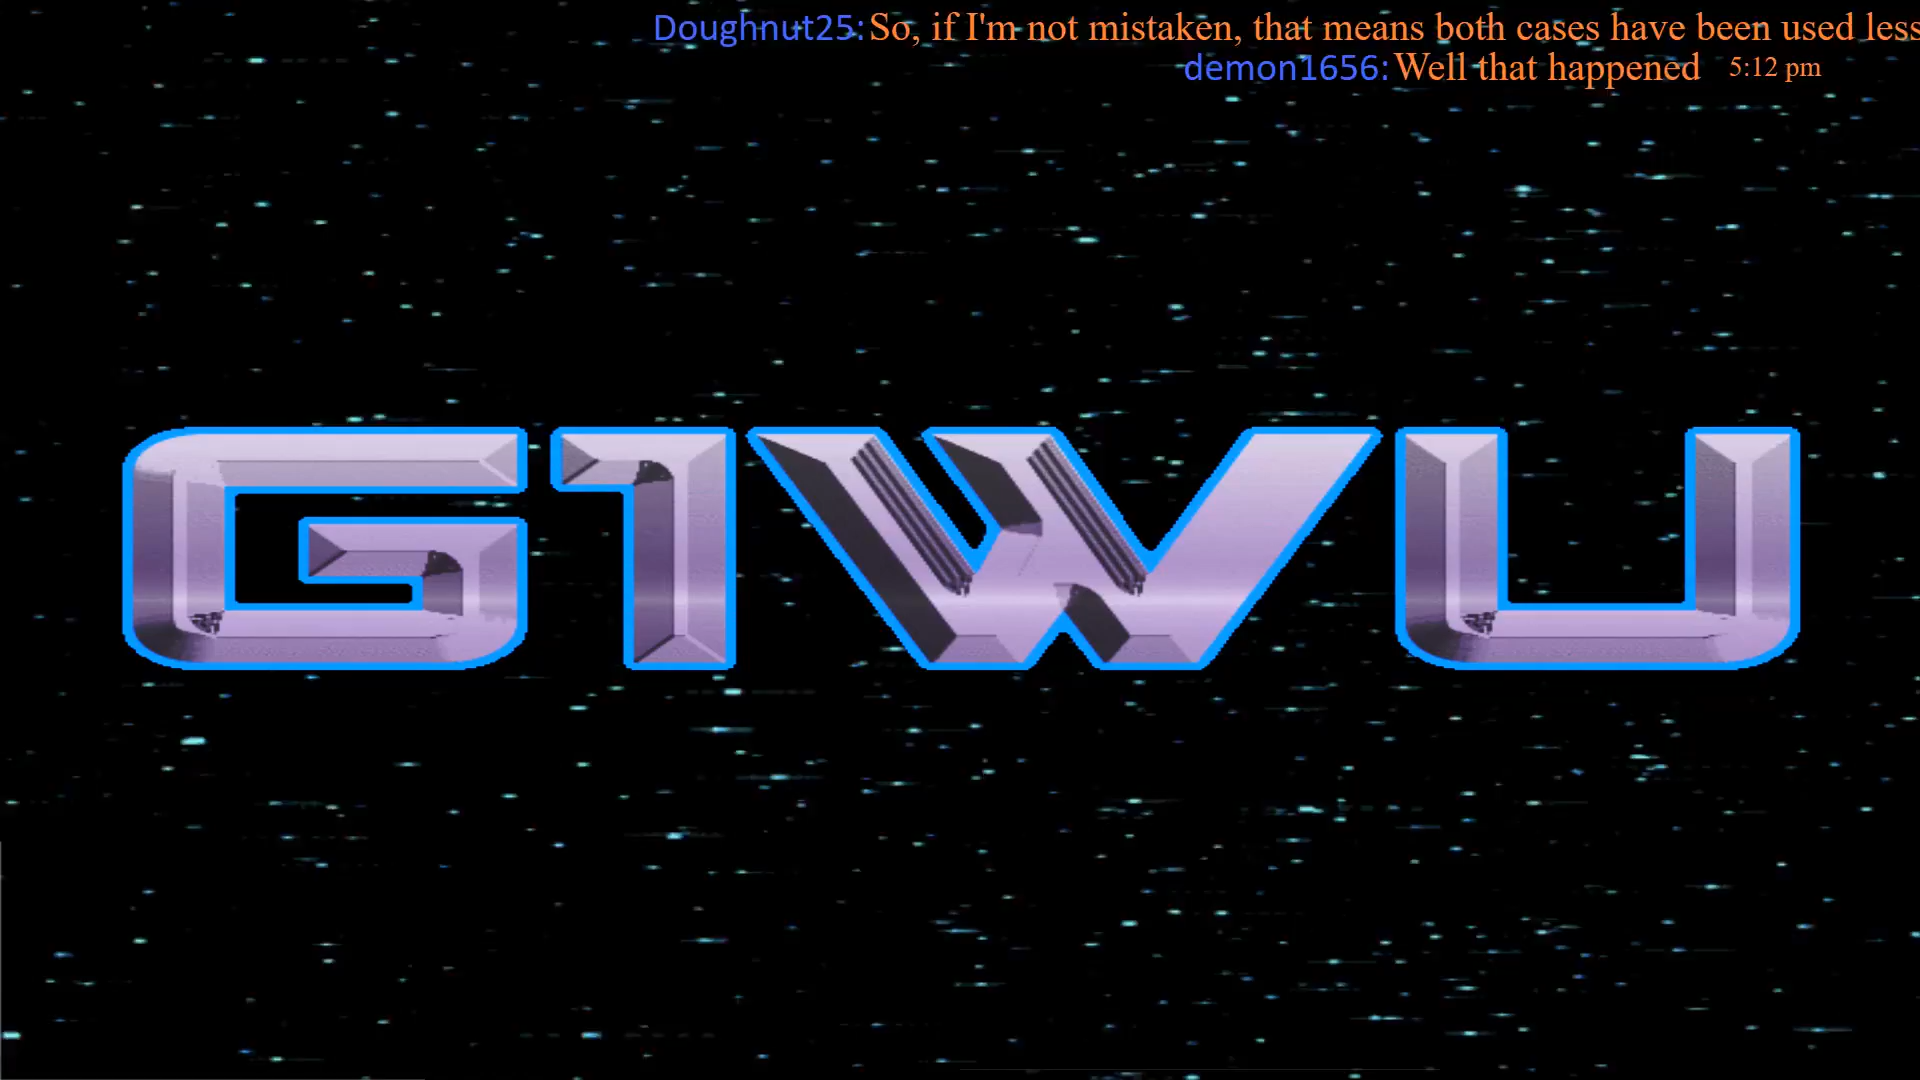 Doughnut25: So, if I'm not mistaken, that means both cases have been used less
demon1656: Well that happened 5:12 pm
G1WU